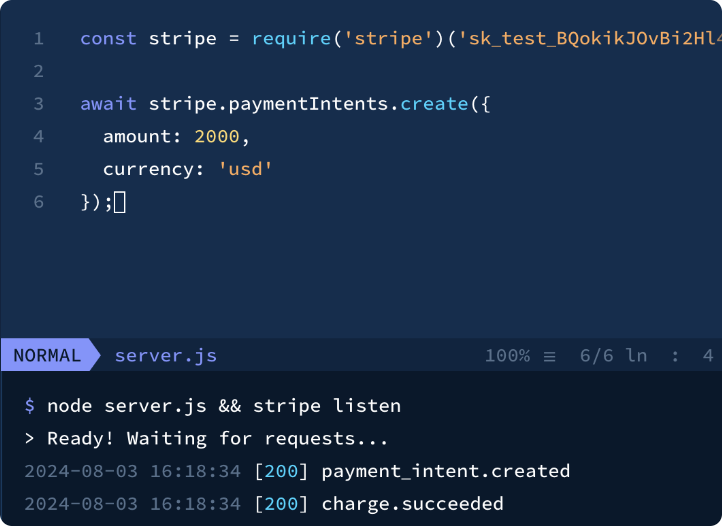 1 const stripe = require('stripe')('sk_test_BQokikJOvBi2Hl4
2
3 await stripe.paymentIntents.create({
4 amount: 2000,
5 currency: 'usd'
6 });
NORMAL server.js 100% ≡ 6/6 ln : 4
$ node server.js && stripe listen
> Ready! Waiting for requests...
2024-08-03 16:18:34 [200] payment_intent.created
2024-08-03 16:18:34 [200] charge.succeeded